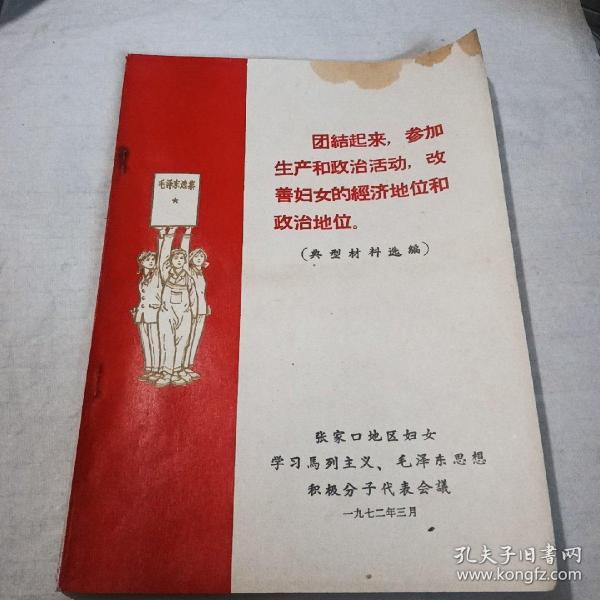 毛泽东选集
团結起来，参加
生产和政治活动，改
善妇女的經济地位和
政治地位。
（典型材料选編）
张家口地区妇女
学习馬列主义、毛泽东思想
积极分子代表会議
一九七二年三月
孔夫子旧书网
www.kongfz.com